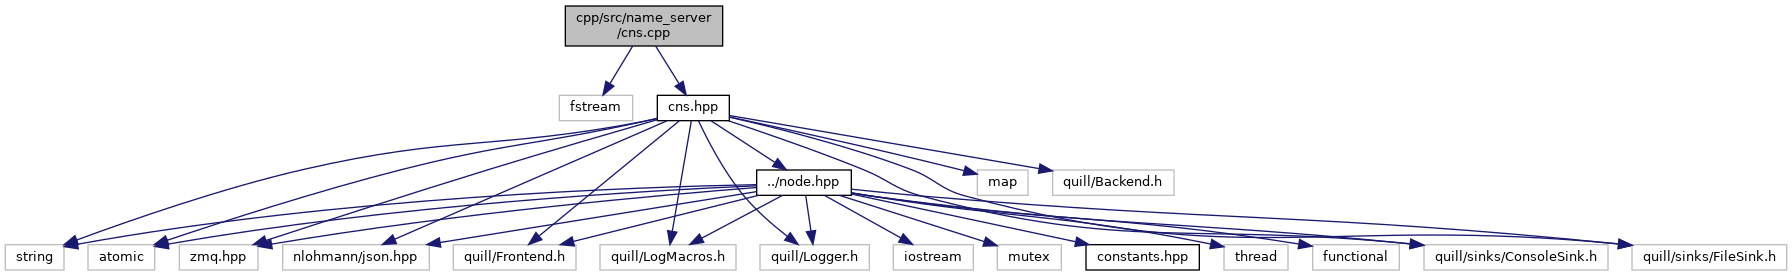 cpp/src/name_server
/cns.cpp
fstream
cns.hpp
../node.hpp
map
quill/Backend.h
string
atomic
zmq.hpp
nlohmann/json.hpp
quill/Frontend.h
quill/LogMacros.h
quill/Logger.h
iostream
mutex
constants.hpp
thread
functional
quill/sinks/ConsoleSink.h
quill/sinks/FileSink.h